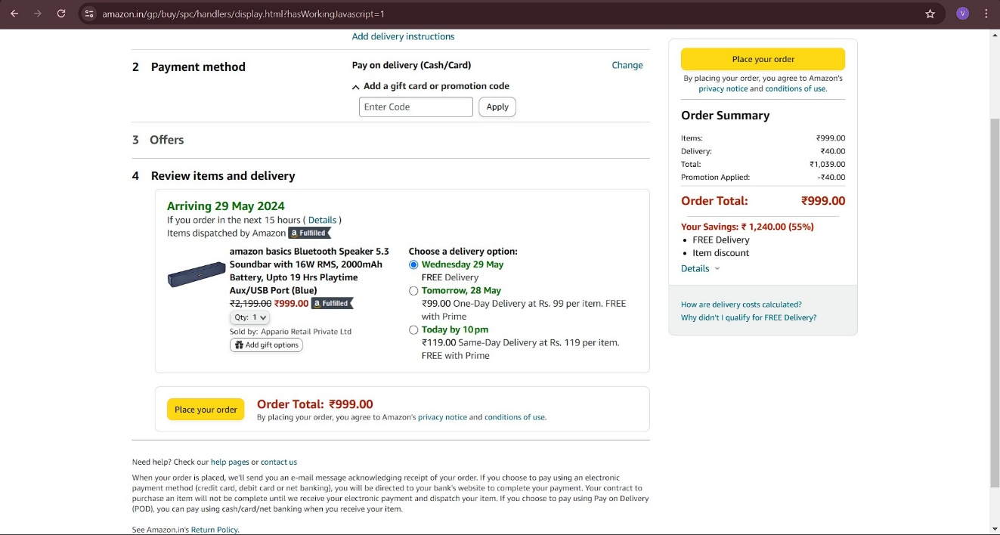 amazon.in/gp/buy/spc/handlers/display.html?hasWorkingJavascript=1
V
Add delivery instructions
2 Payment method
Pay on delivery (Cash/Card)
Change
Add a gift card or promotion code
Enter Code
Apply
3 Offers
4 Review items and delivery
Arriving 29 May 2024
If you order in the next 15 hours ( Details )
Items dispatched by Amazon a Fulfilled
amazon basics Bluetooth Speaker 5.3
Soundbar with 16W RMS, 2000mAh
Battery, Upto 19 Hrs Playtime
Aux/USB Port (Blue)
₹2,199.00 ₹999.00 a Fulfilled
Qty: 1
Sold by: Appario Retail Private Ltd
Add gift options
Choose a delivery option:
Wednesday 29 May
FREE Delivery
Tomorrow, 28 May
₹99.00 One-Day Delivery at Rs. 99 per item. FREE
with Prime
Today by 10pm
₹119.00 Same-Day Delivery at Rs. 119 per item.
FREE with Prime
Place your order
Order Total: ₹999.00
By placing your order, you agree to Amazon's privacy notice and conditions of use.
Need help? Check our help pages or contact us
When your order is placed, we'll send you an e-mail message acknowledging receipt of your order. If you choose to pay using an electronic
payment method (credit card, debit card or net banking), you will be directed to your bank's website to complete your payment. Your contract to
purchase an item will not be complete until we receive your electronic payment and dispatch your item. If you choose to pay using Pay on Delivery
(POD), you can pay using cash/card/net banking when you receive your item.
See Amazon.in's Return Policy.
Place your order
By placing your order, you agree to Amazon's
privacy notice and conditions of use.
Order Summary
Items: ₹999.00
Delivery: ₹40.00
Total: ₹1,039.00
Promotion Applied: -₹40.00
Order Total: ₹999.00
Your Savings: ₹ 1,240.00 (55%)
• FREE Delivery
• Item discount
Details
How are delivery costs calculated?
Why didn't I qualify for FREE Delivery?